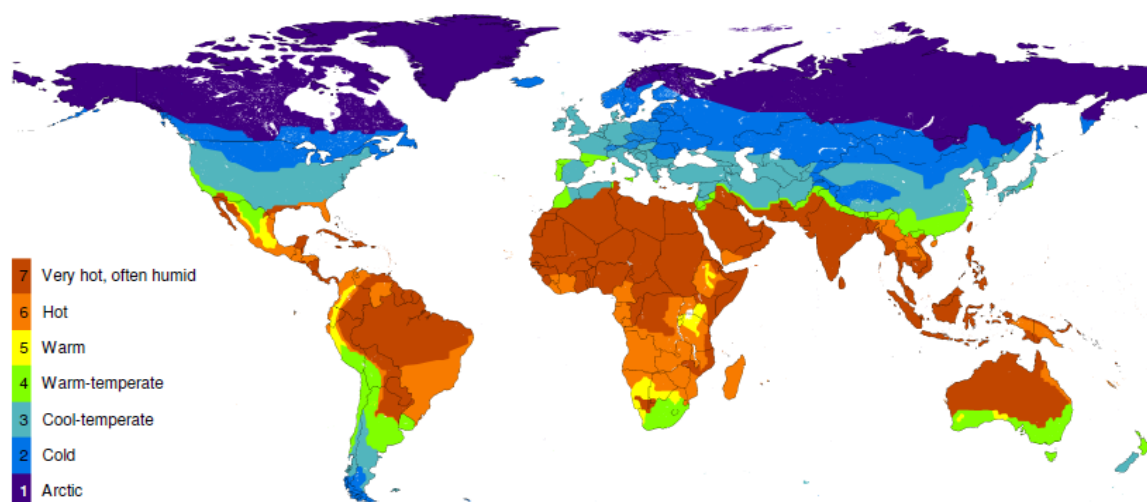 7 Very hot, often humid
6 Hot
5 Warm
4 Warm-temperate
3 Cool-temperate
2 Cold
1 Arctic